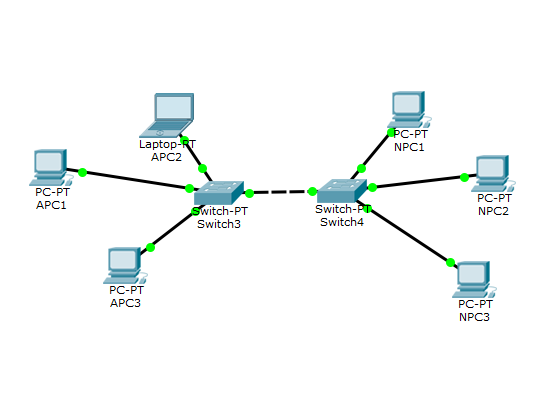 Laptop-PT
APC2
PC-PT
NPC1
PC-PT
APC1
Switch-PT
Switch3
Switch-PT
Switch4
PC-PT
NPC2
PC-PT
APC3
PC-PT
NPC3